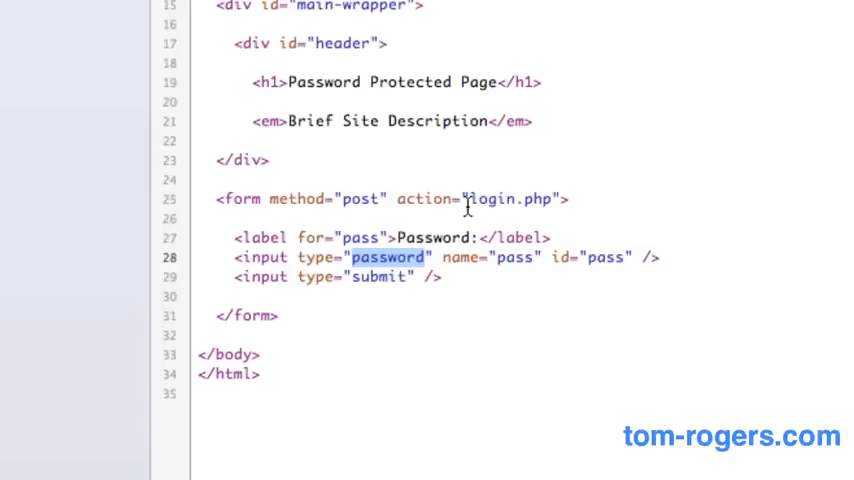 15 <div id="main-wrapper">
16
17 <div id="header">
18
19 <h1>Password Protected Page</h1>
20
21 <em>Brief Site Description</em>
22
23 </div>
24
25 <form method="post" action="login.php">
26
27 <label for="pass">Password:</label>
28 <input type="password" name="pass" id="pass" />
29 <input type="submit" />
30
31 </form>
32
33 </body>
34 </html>
35
tom-rogers.com